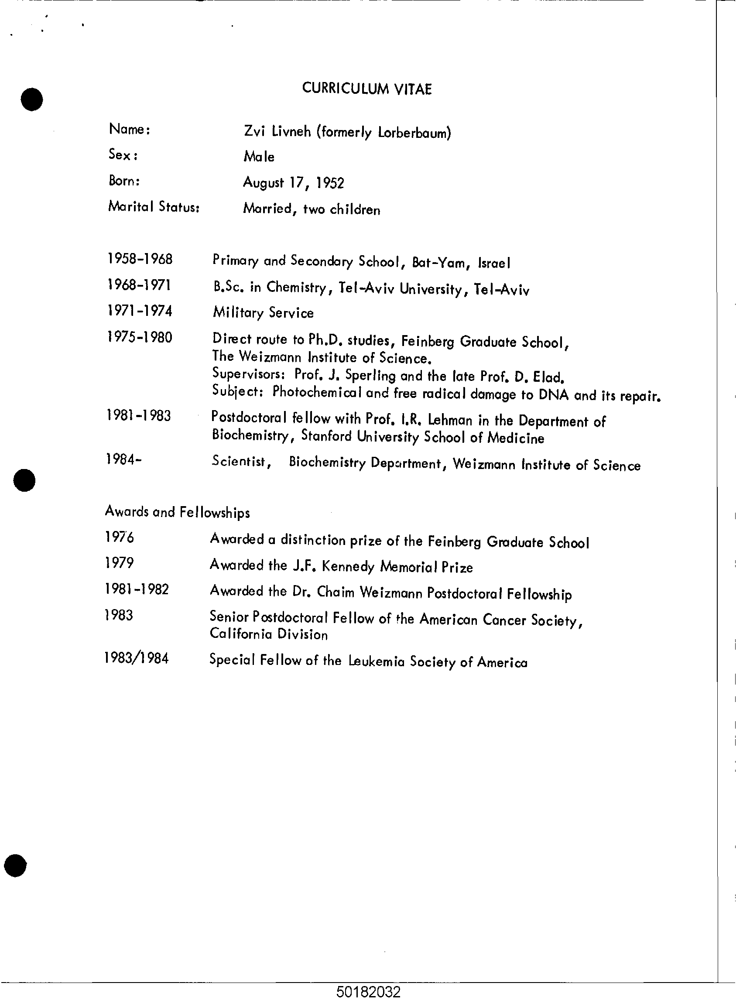 CURRICULUM VITAE
Name: Zvi Livneh (formerly Lorberbaum)
Sex: Male
Born: August 17, 1952
Marital Status: Married, two children
1958-1968 Primary and Secondary School, Bat-Yam, Israel
1968-1971 B.Sc. in Chemistry, Tel-Aviv University, Tel-Aviv
1971-1974 Military Service
1975-1980 Direct route to Ph.D. studies, Feinberg Graduate School,
The Weizmann Institute of Science.
Supervisors: Prof. J. Sperling and the late Prof. D. Elad.
Subject: Photochemical and free radical damage to DNA and its repair.
1981-1983 Postdoctoral fellow with Prof. I.R. Lehman in the Department of
Biochemistry, Stanford University School of Medicine
1984- Scientist, Biochemistry Department, Weizmann Institute of Science
Awards and Fellowships
1976 Awarded a distinction prize of the Feinberg Graduate School
1979 Awarded the J.F. Kennedy Memorial Prize
1981-1982 Awarded the Dr. Chaim Weizmann Postdoctoral Fellowship
1983 Senior Postdoctoral Fellow of the American Cancer Society,
California Division
1983/1984 Special Fellow of the Leukemia Society of America
50182032